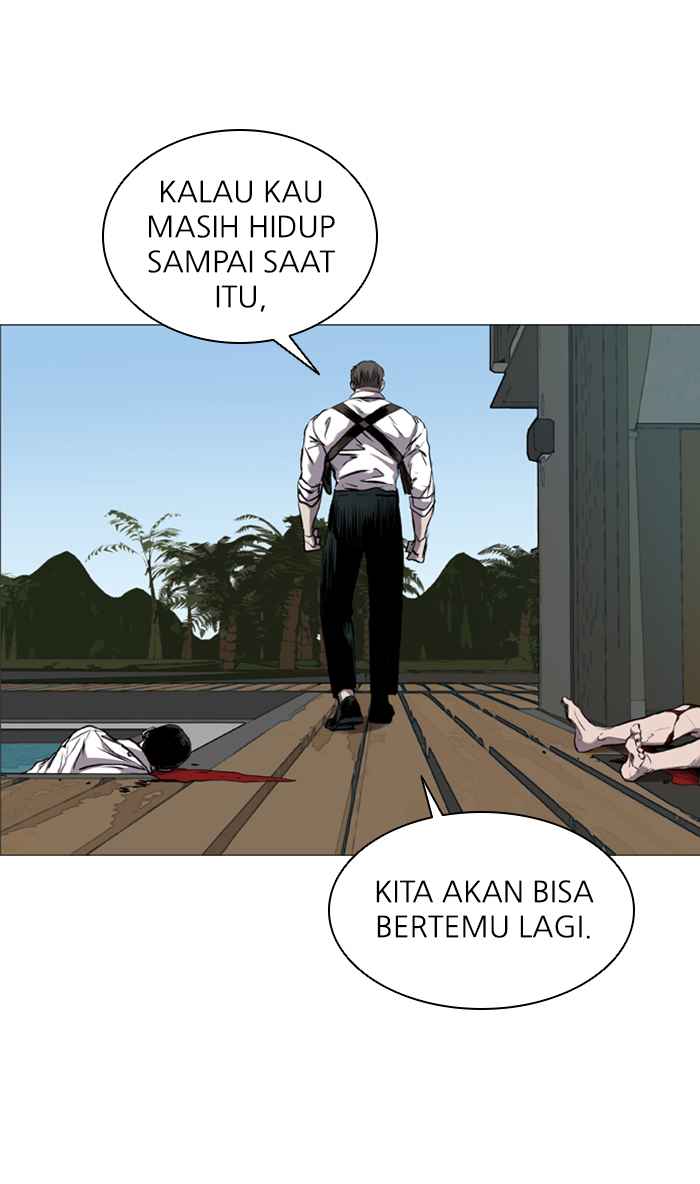 KALAU KAU
MASIH HIDUP
SAMPAI SAAT
ITU,
KITA AKAN BISA
BERTEMU LAGI.